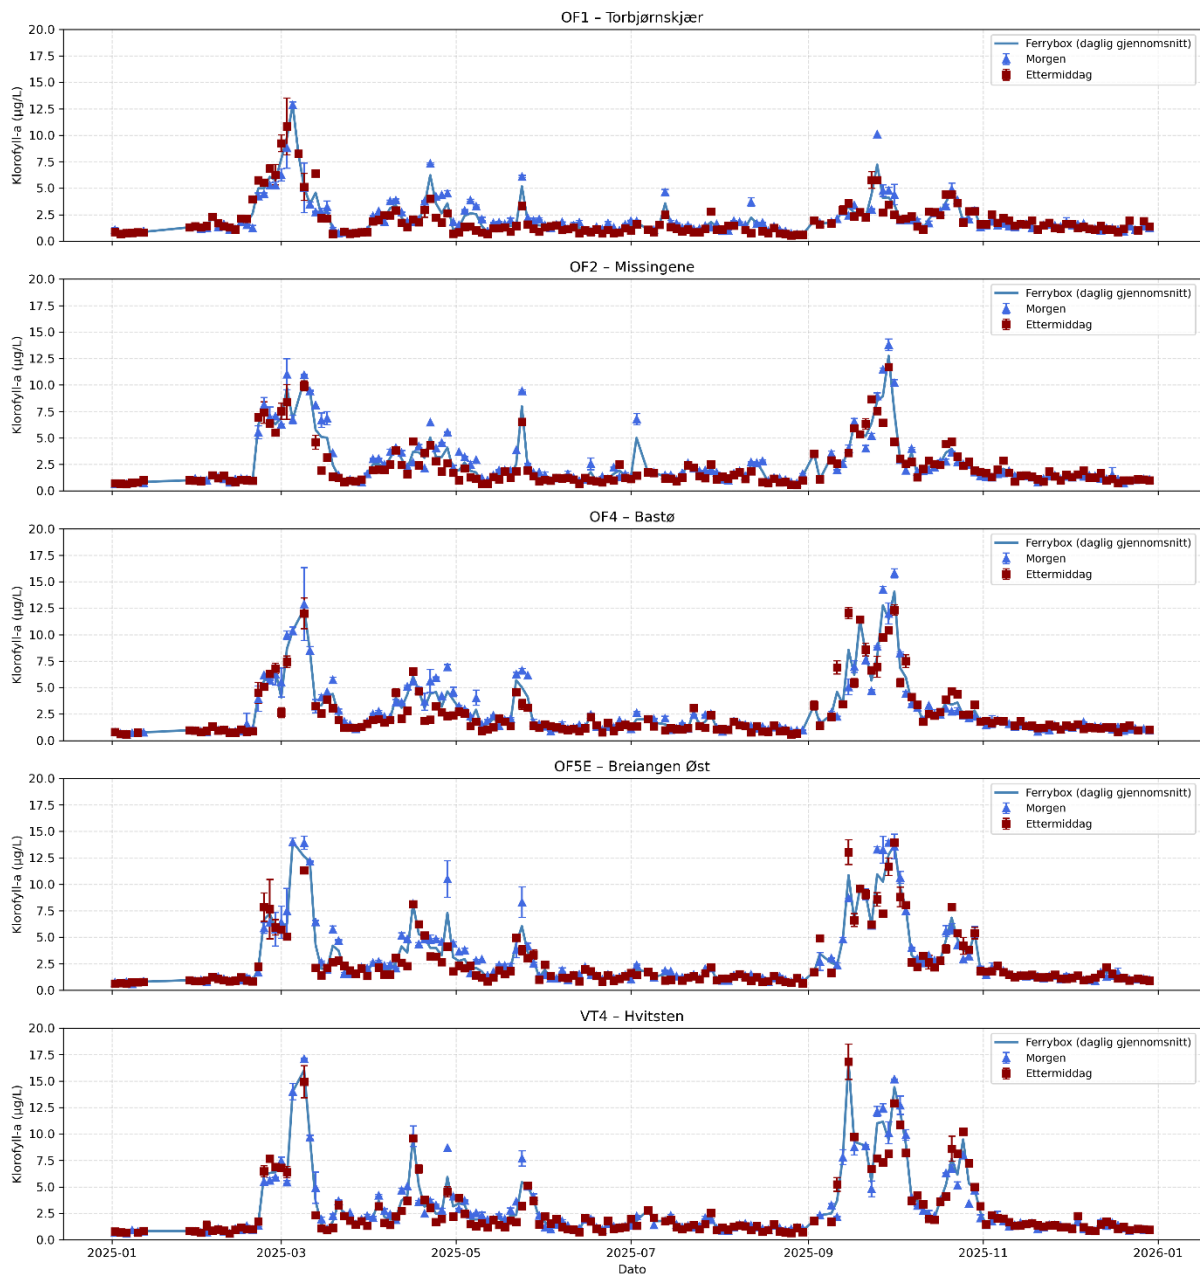 OF1 – Torbjørnskjær
Klorofyll-a (µg/L)
20.0
17.5
15.0
12.5
10.0
7.5
5.0
2.5
0.0
Ferrybox (daglig gjennomsnitt)
Morgen
Ettermiddag
OF2 – Missingene
Klorofyll-a (µg/L)
20.0
17.5
15.0
12.5
10.0
7.5
5.0
2.5
0.0
Ferrybox (daglig gjennomsnitt)
Morgen
Ettermiddag
OF4 – Bastø
Klorofyll-a (µg/L)
20.0
17.5
15.0
12.5
10.0
7.5
5.0
2.5
0.0
Ferrybox (daglig gjennomsnitt)
Morgen
Ettermiddag
OF5E – Breiangen Øst
Klorofyll-a (µg/L)
20.0
17.5
15.0
12.5
10.0
7.5
5.0
2.5
0.0
Ferrybox (daglig gjennomsnitt)
Morgen
Ettermiddag
VT4 – Hvitsten
Klorofyll-a (µg/L)
20.0
17.5
15.0
12.5
10.0
7.5
5.0
2.5
0.0
Ferrybox (daglig gjennomsnitt)
Morgen
Ettermiddag
2025-01 2025-03 2025-05 2025-07 2025-09 2025-11 2026-01
Dato